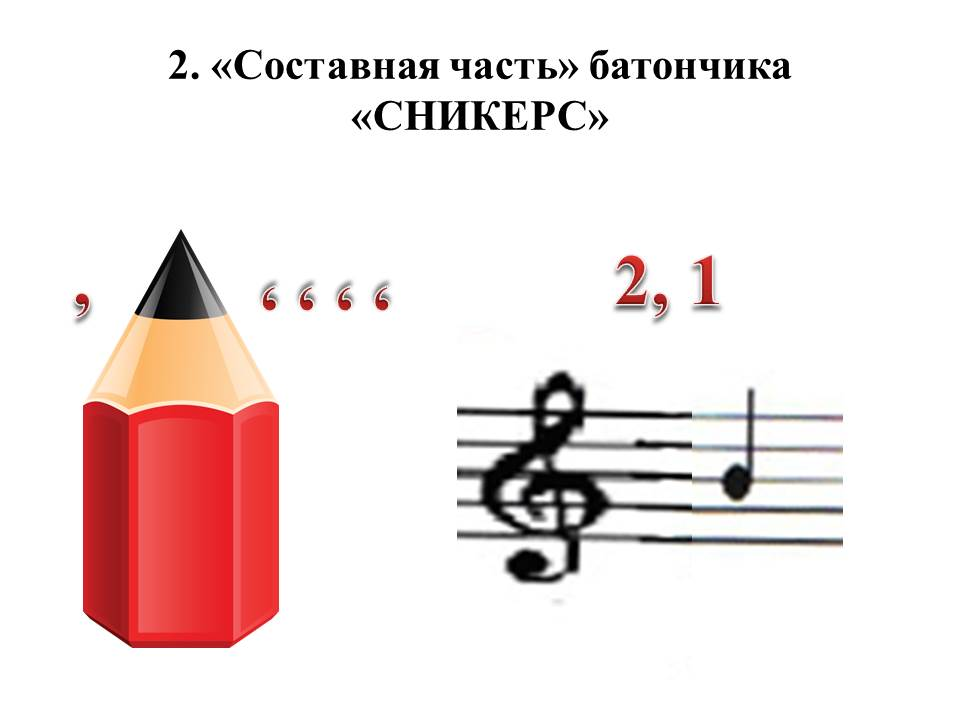 2. «Составная часть» батончика
«СНИКЕРС»
, ‘ ‘ ‘ ‘ 2, 1